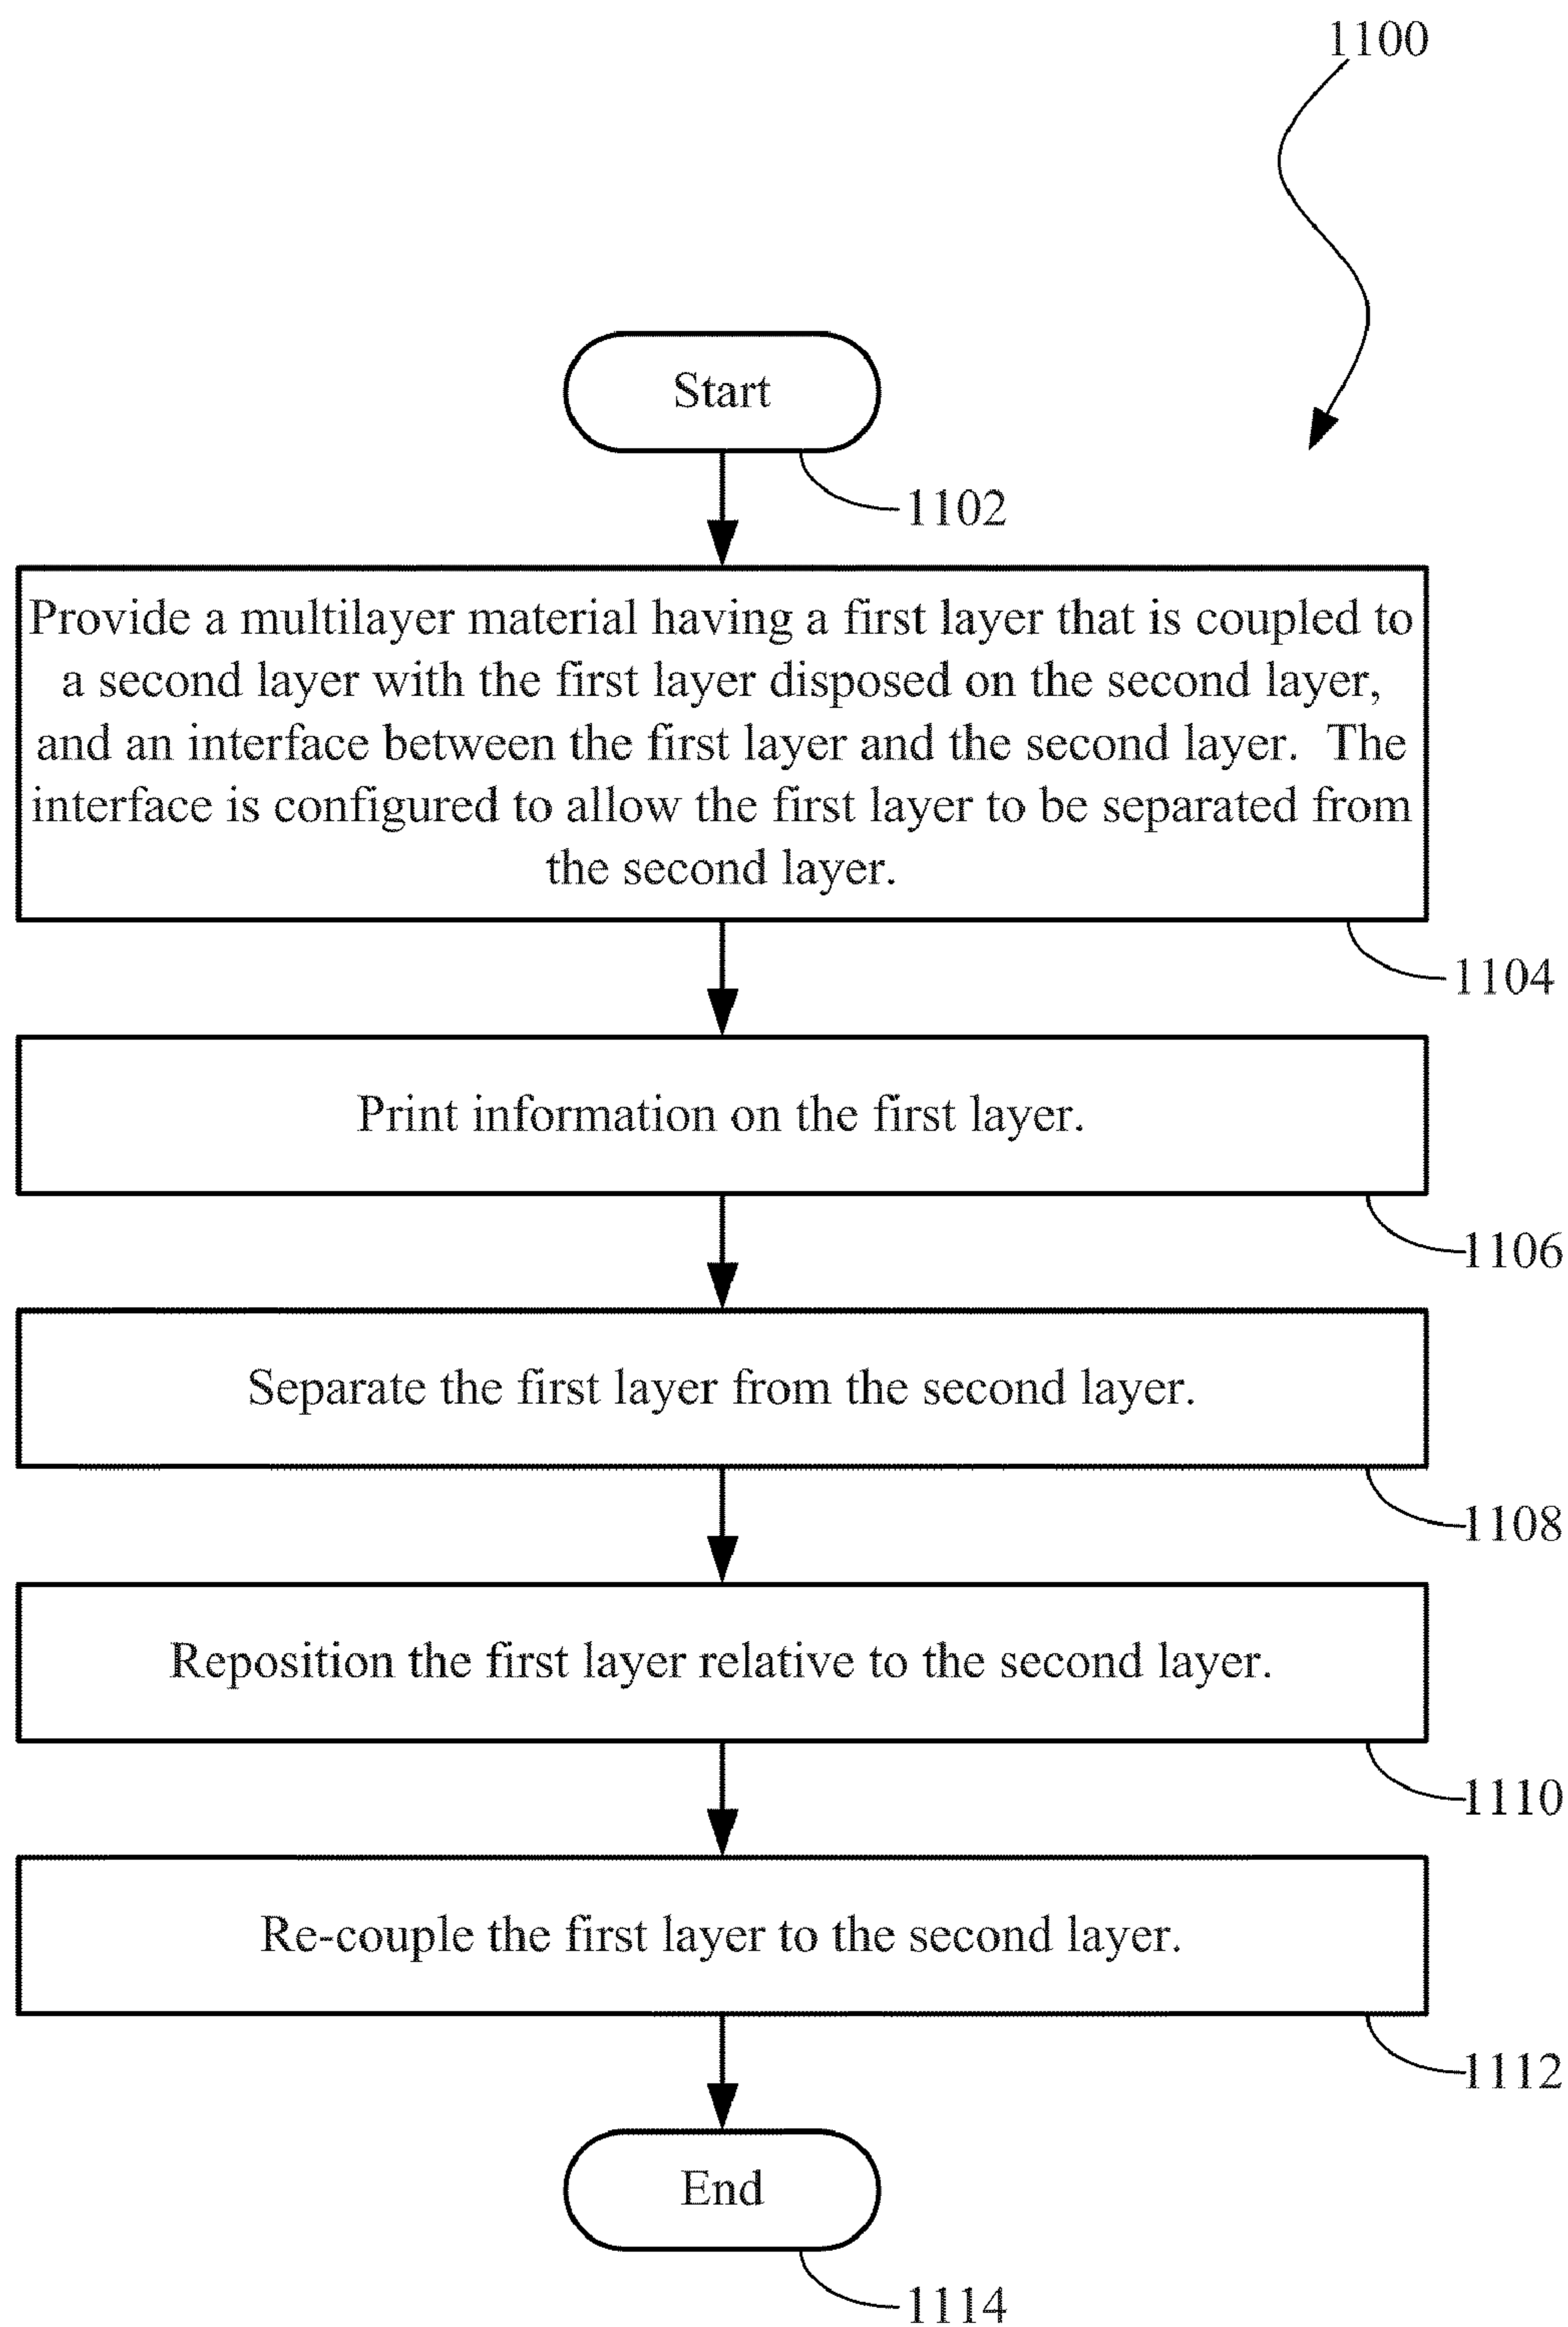 1100
Start
1102
Provide a multilayer material having a first layer that is coupled to
a second layer with the first layer disposed on the second layer,
and an interface between the first layer and the second layer.  The
interface is configured to allow the first layer to be separated from
the second layer.
1104
Print information on the first layer.
1106
Separate the first layer from the second layer.
1108
Reposition the first layer relative to the second layer.
1110
Re-couple the first layer to the second layer.
1112
End
1114